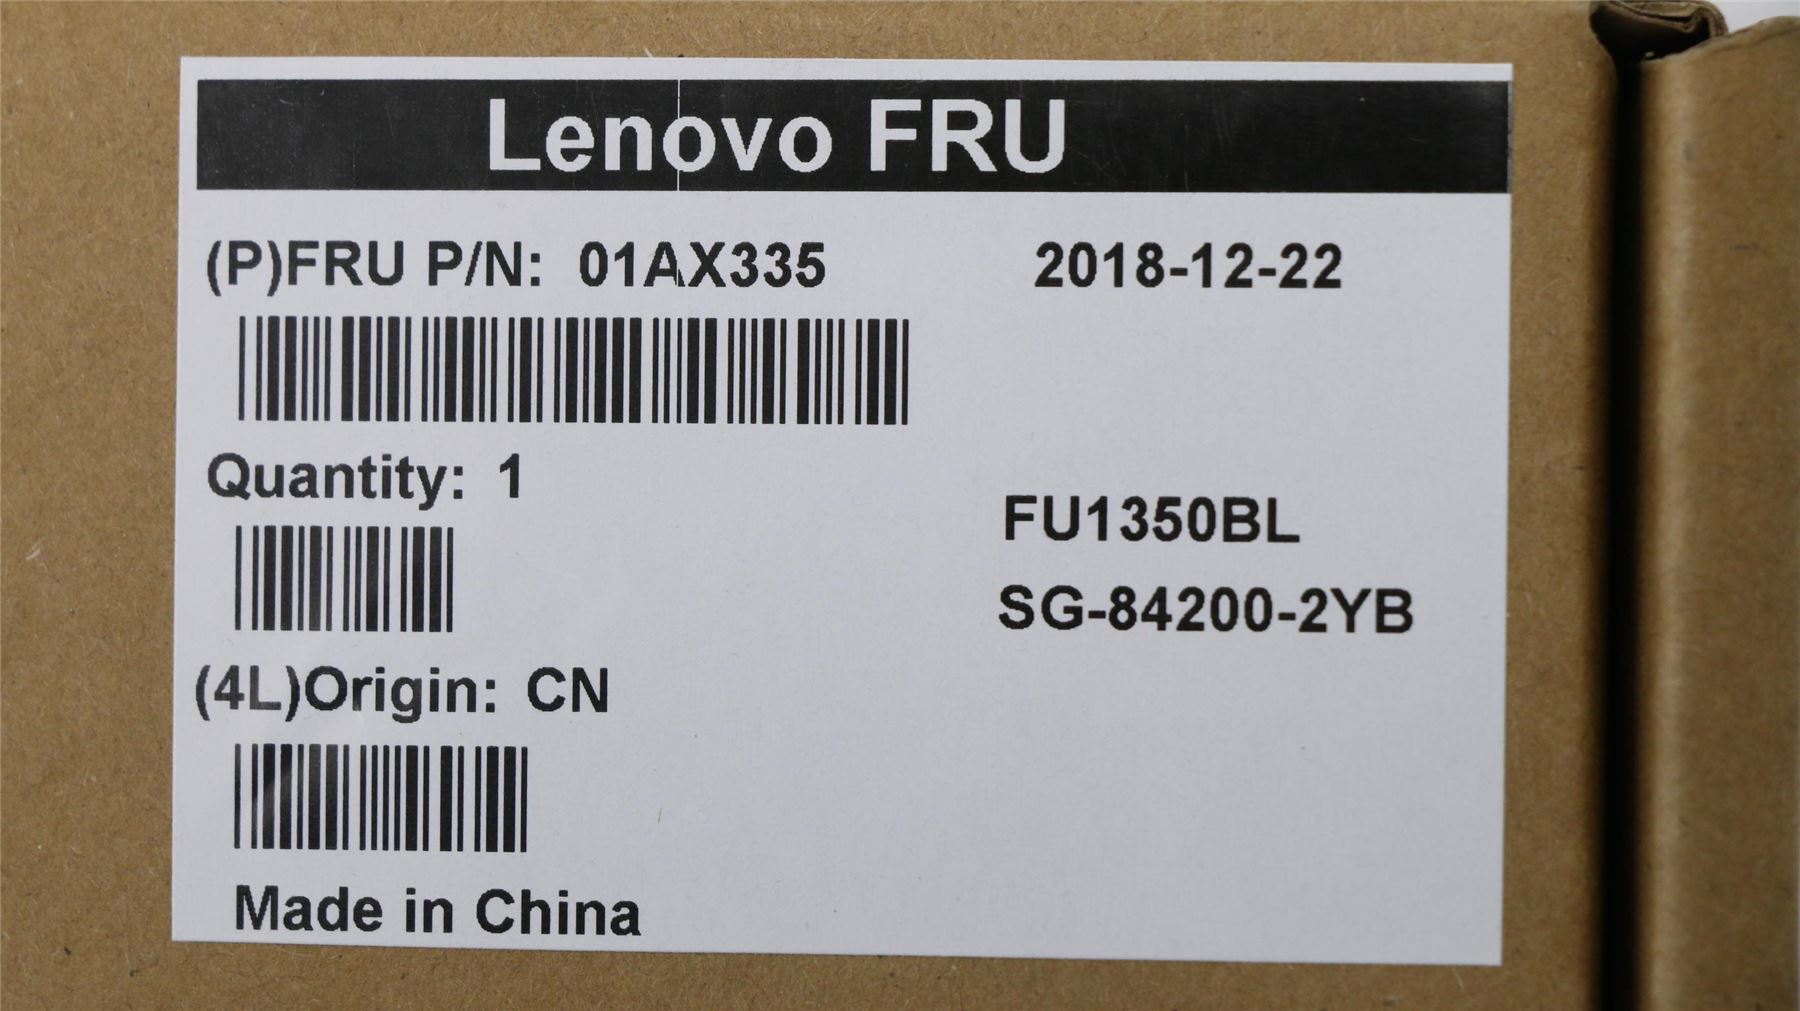 Lenovo FRU
(P)FRU P/N: 01AX335
2018-12-22
Quantity: 1
FU1350BL
SG-84200-2YB
(4L)Origin: CN
Made in China